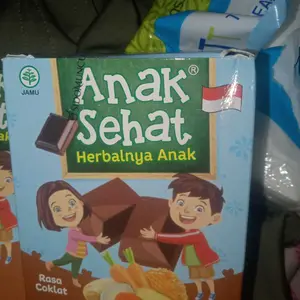 JAMU
Anak®
Sehat
Herbalnya Anak
Rasa
Coklat